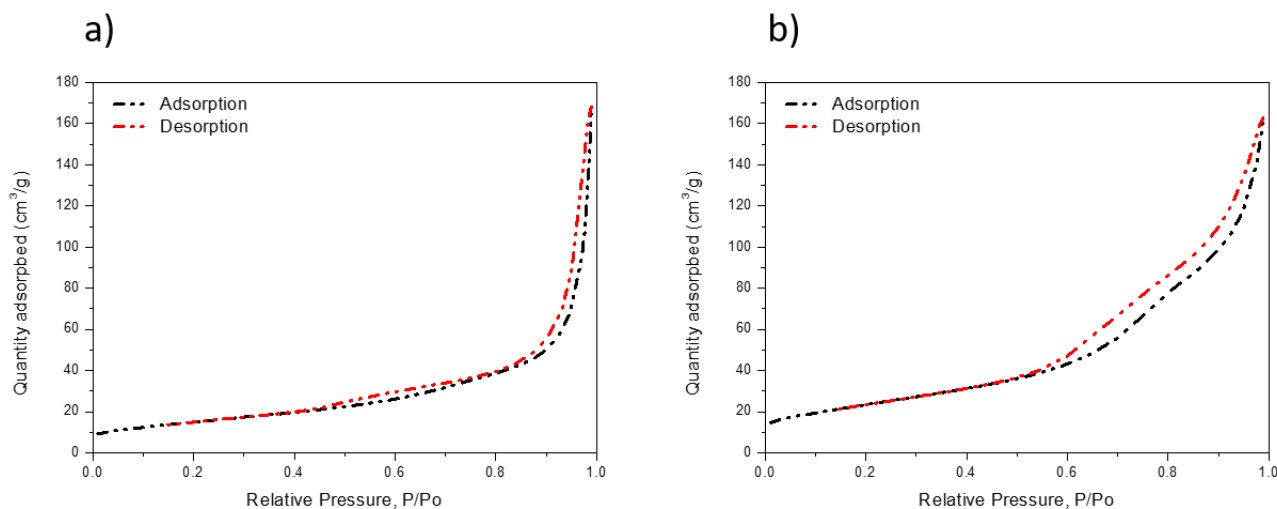 a)
180
160
140
120
100
80
60
40
20
0
Quantity adsorpbed (cm³/g)
Adsorption
Desorption
0.0 0.2 0.4 0.6 0.8 1.0
Relative Pressure, P/Po
b)
180
160
140
120
100
80
60
40
20
0
Quantity adsorpbed (cm³/g)
Adsorption
Desorption
0.0 0.2 0.4 0.6 0.8 1.0
Relative Pressure, P/Po